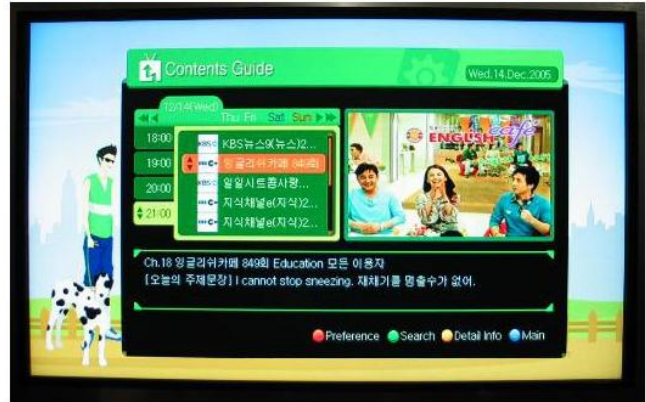 Contents Guide
Wed.14.Dec.2005
12/14(Wed)
Thu Fri Sat Sun
18:00
KBS뉴스9(뉴스)2...
19:00
잉글리쉬카페 849회
20:00
일일시트콤사랑...
지식채널e(지식)2...
21:00
지식채널e(지식)2...
ENGLISH
cafe
Ch.18 잉글리쉬카페 849회 Education 모든 이용자
[오늘의 주제문장] I cannot stop sneezing. 재채기를 멈출수가 없어.
Preference Search Detail Info Main